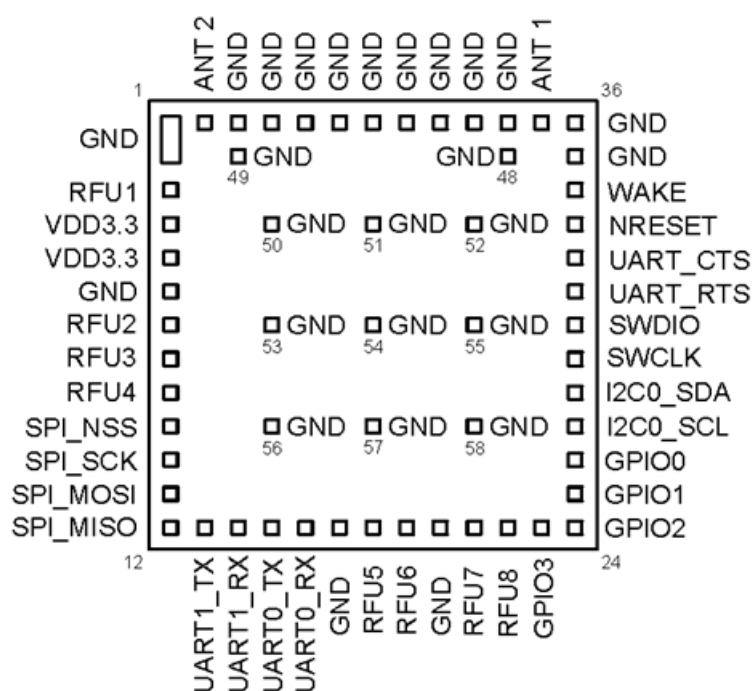 ANT 2
GND
GND
GND
GND
GND
GND
GND
GND
GND
ANT 1
1
36
GND
GND
GND
GND
49
GND
48
GND
RFU1
WAKE
VDD3.3
GND
50
GND
51
GND
52
NRESET
VDD3.3
UART_CTS
GND
UART_RTS
RFU2
GND
53
GND
54
GND
55
SWDIO
RFU3
SWCLK
RFU4
I2C0_SDA
SPI_NSS
GND
56
GND
57
GND
58
I2C0_SCL
SPI_SCK
GPIO0
SPI_MOSI
GPIO1
SPI_MISO
GPIO2
12
24
UART1_TX
UART1_RX
UART0_TX
UART0_RX
GND
RFU5
RFU6
GND
RFU7
RFU8
GPIO3